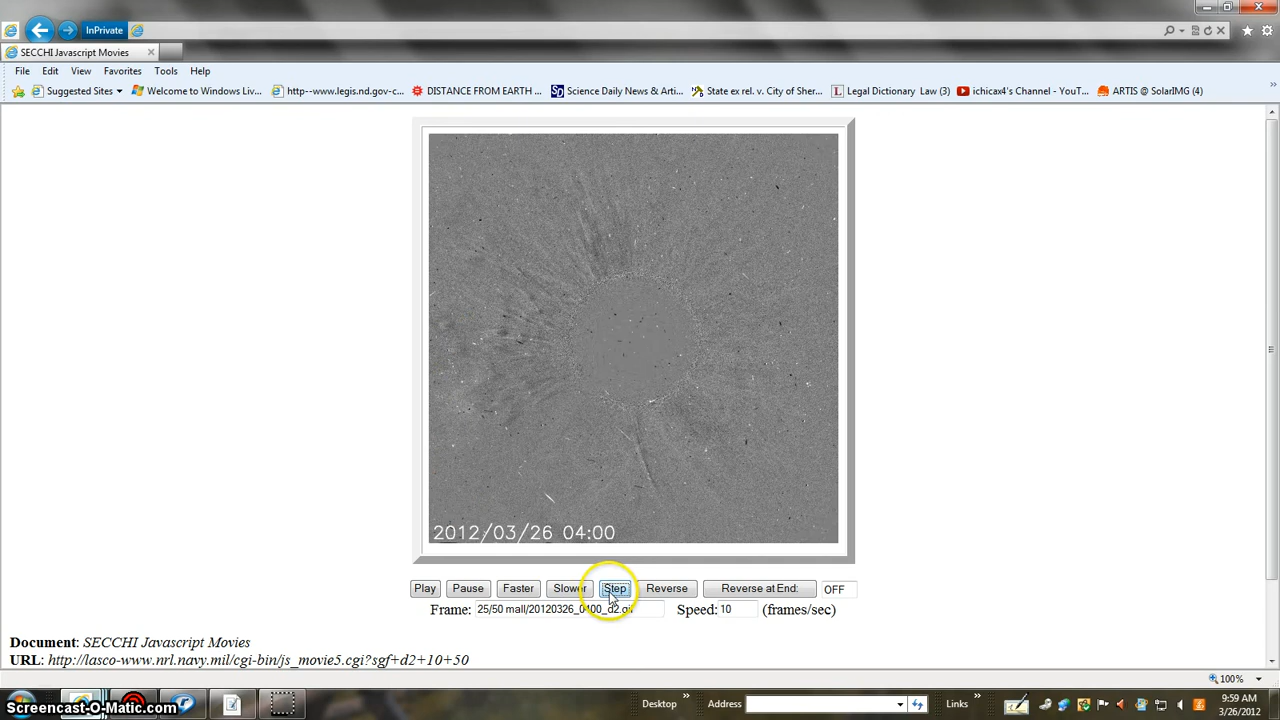 InPrivate
SECCHI Javascript Movies
File Edit View Favorites Tools Help
Suggested Sites Welcome to Windows Liv... http--www.legis.nd.gov-c... DISTANCE FROM EARTH ... Science Daily News & Arti... State ex rel. v. City of Sher... Legal Dictionary Law (3) ichicax4's Channel - YouT... ARTIS @ SolarIMG (4)
2012/03/26 04:00
Play Pause Faster Slower Step Reverse Reverse at End: OFF
Frame: 25/50 mall/20120326_0400_d2.gif Speed: 10 (frames/sec)
Document: SECCHI Javascript Movies
URL: http://lasco-www.nrl.navy.mil/cgi-bin/js_movie5.cgi?sgf+d2+10+50
100%
Screencast-O-Matic.com
Desktop Address Links 9:59 AM
3/26/2012